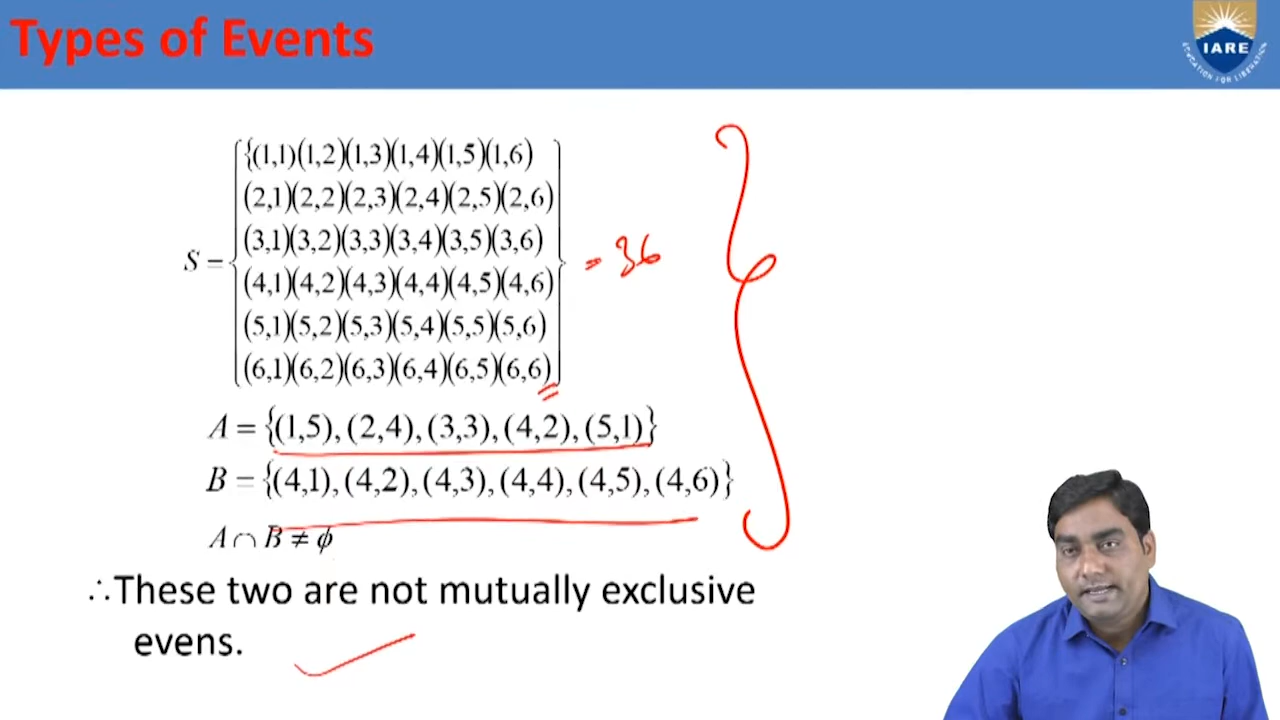 Types of Events
IARE
EDUCATION FOR LIBERATION
{(1,1)(1,2)(1,3)(1,4)(1,5)(1,6)
(2,1)(2,2)(2,3)(2,4)(2,5)(2,6)
(3,1)(3,2)(3,3)(3,4)(3,5)(3,6)
S = = 36
(4,1)(4,2)(4,3)(4,4)(4,5)(4,6)
(5,1)(5,2)(5,3)(5,4)(5,5)(5,6)
(6,1)(6,2)(6,3)(6,4)(6,5)(6,6)
A = {(1,5), (2,4), (3,3), (4,2), (5,1)}
B = {(4,1), (4,2), (4,3), (4,4), (4,5), (4,6)}
A ∩ B ≠ ϕ
∴These two are not mutually exclusive
evens.